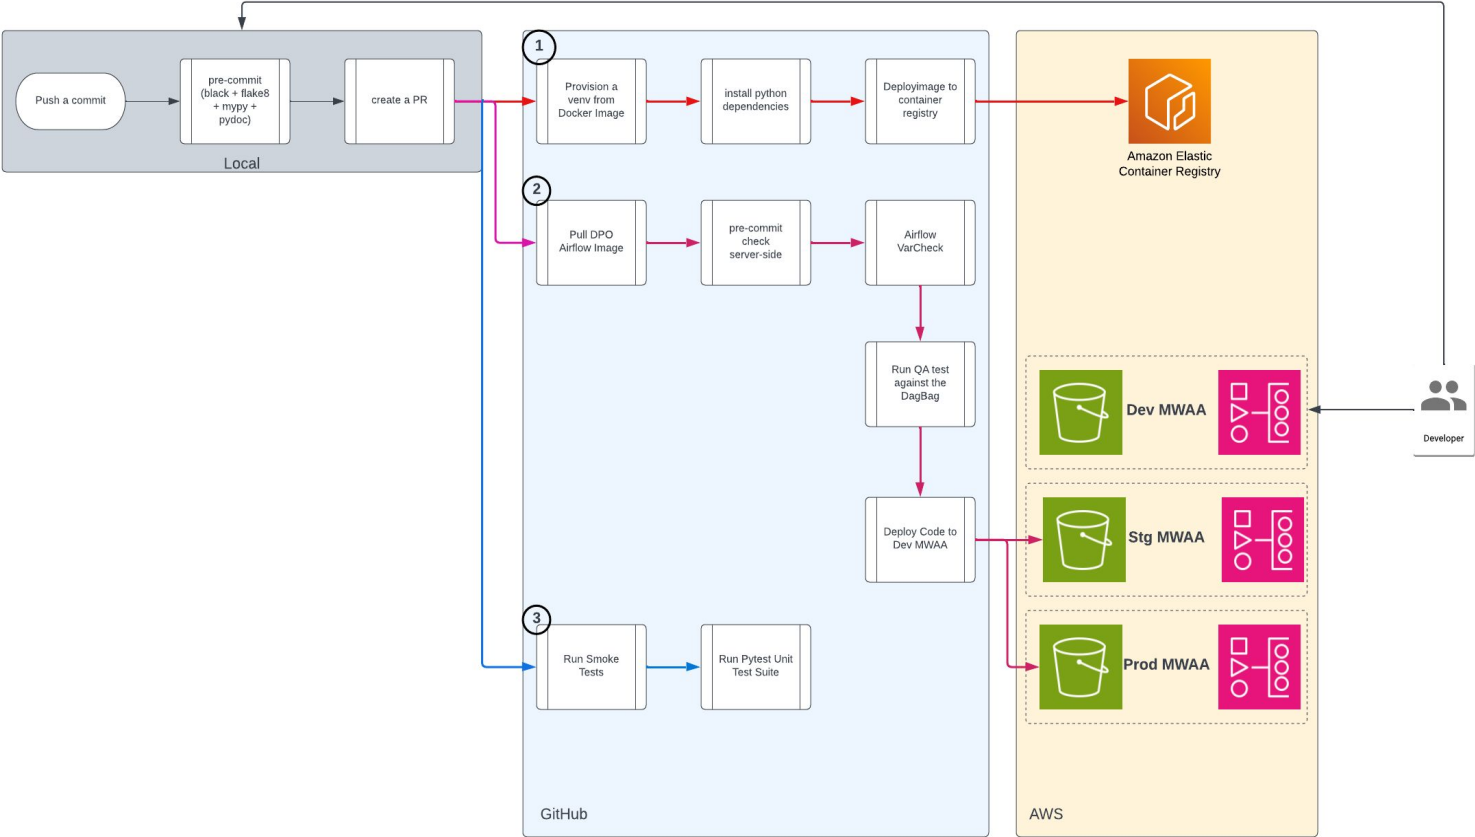 Push a commit
pre-commit
(black + flake8
+ mypy +
pydoc)
create a PR
Local
1
Provision a
venv from
Docker Image
install python
dependencies
Deployimage to
container
registry
Amazon Elastic
Container Registry
2
Pull DPO
Airflow Image
pre-commit
check
server-side
Airflow
VarCheck
Run QA test
against the
DagBag
Deploy Code to
Dev MWAA
3
Run Smoke
Tests
Run Pytest Unit
Test Suite
GitHub
Dev MWAA
Stg MWAA
Prod MWAA
AWS
Developer